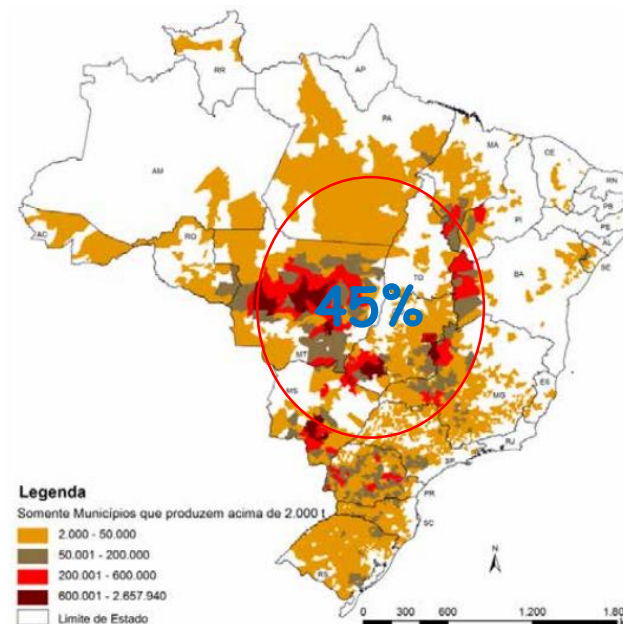 RR
AP
AM
PA
MA
CE
RN
PB
PE
AL
SE
PI
AC
RO
TO
BA
45%
MT
MS
MG
ES
RJ
SP
PR
SC
RS
Legenda
Somente Municípios que produzem acima de 2.000 t
2.000 - 50.000
50.001 - 200.000
200.001 - 600.000
600.001 - 2.657.940
Limite de Estado
N
0 300 600 1.200 1.80